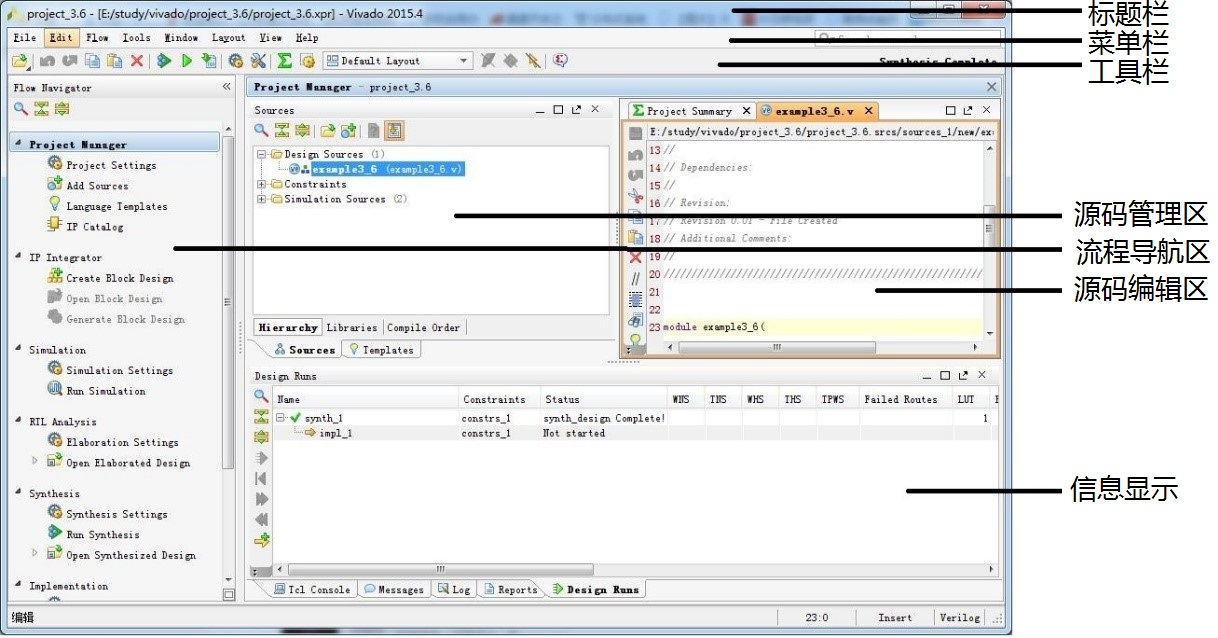 project_3.6 - [E:/study/vivado/project_3.6/project_3.6.xpr] - Vivado 2015.4
标题栏
File Edit Flow Tools Window Layout View Help
菜单栏
Default Layout
Synthesis Complete
工具栏
Flow Navigator
Project Manager - project_3.6
Project Manager
Project Settings
Add Sources
Language Templates
IP Catalog
IP Integrator
Create Block Design
Open Block Design
Generate Block Design
Simulation
Simulation Settings
Run Simulation
RTL Analysis
Elaboration Settings
Open Elaborated Design
Synthesis
Synthesis Settings
Run Synthesis
Open Synthesized Design
Implementation
Sources
Design Sources (1)
example3_6 (example3_6.v)
Constraints
Simulation Sources (2)
Hierarchy Libraries Compile Order
Sources Templates
Project Summary example3_6.v
E:/study/vivado/project_3.6/project_3.6.srcs/sources_1/new/ex
13 //
14 // Dependencies:
15 //
16 // Revision:
17 // Revision 0.01 - File Created
18 // Additional Comments:
19 //
20 //////////////////////////////////////////////////////////
21
22
23 module example3_6(
源码管理区
流程导航区
源码编辑区
Design Runs
Name Constraints Status WNS TNS WHS THS TPWS Failed Routes LUT
synth_1 constrs_1 synth_design Complete! 1
impl_1 constrs_1 Not started
信息显示
Tcl Console Messages Log Reports Design Runs
编辑 23:0 Insert Verilog